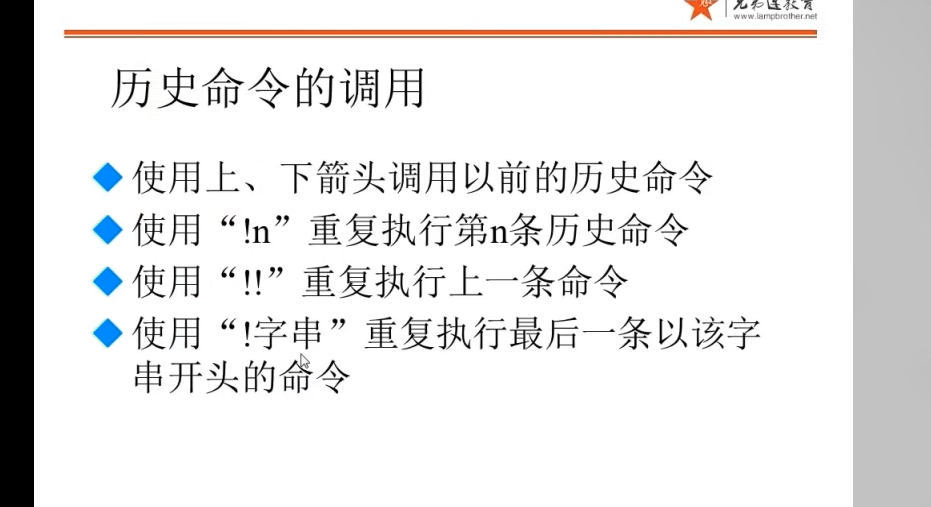 兄弟连教育
www.lampbrother.net
历史命令的调用
使用上、下箭头调用以前的历史命令
使用“!n”重复执行第n条历史命令
使用“!!”重复执行上一条命令
使用“!字串”重复执行最后一条以该字
串开头的命令